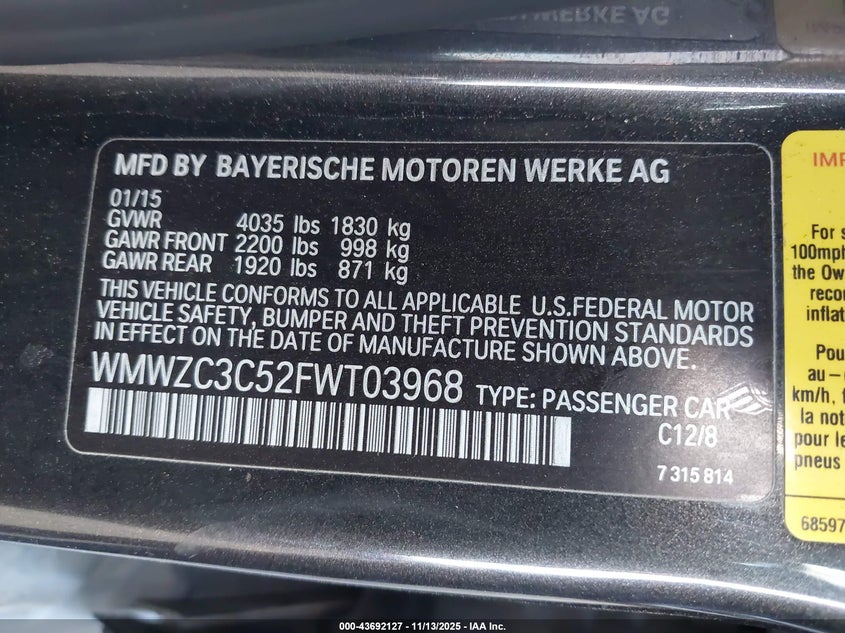 MFD BY BAYERISCHE MOTOREN WERKE AG
01/15
GVWR 4035 lbs 1830 kg
GAWR FRONT 2200 lbs 998 kg
GAWR REAR 1920 lbs 871 kg
THIS VEHICLE CONFORMS TO ALL APPLICABLE U.S.FEDERAL MOTOR
VEHICLE SAFETY, BUMPER AND THEFT PREVENTION STANDARDS
IN EFFECT ON THE DATE OF MANUFACTURE SHOWN ABOVE.
WMWZC3C52FWT03968 TYPE: PASSENGER CAR
C12/8
7 315 814
IMP
For s
100mph
the Ow
reco
inflat
Pou
au – 
km/h, f
la not
pour le
pneus
68597
000-43692127 - 11/13/2025 - IAA Inc.